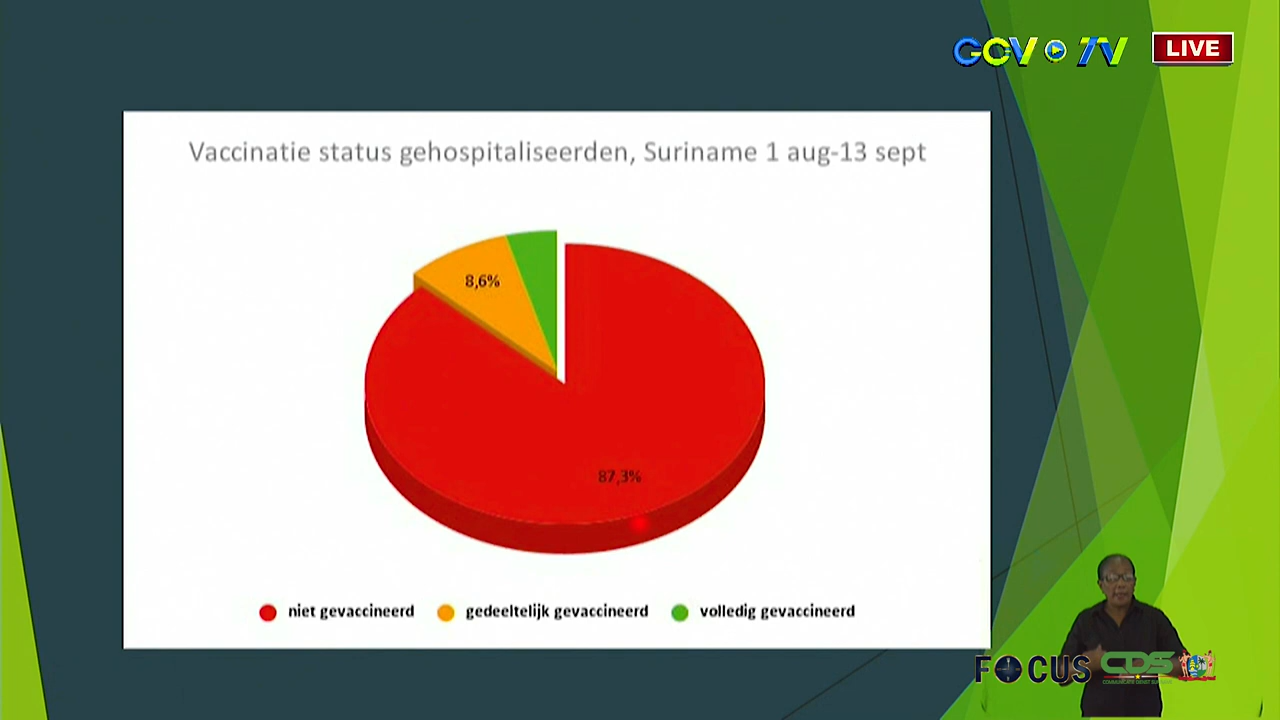 GOV TV
LIVE
Vaccinatie status gehospitaliseerden, Suriname 1 aug-13 sept
8,6%
87,3%
niet gevaccineerd gedeeltelijk gevaccineerd volledig gevaccineerd
FOCUS CDS